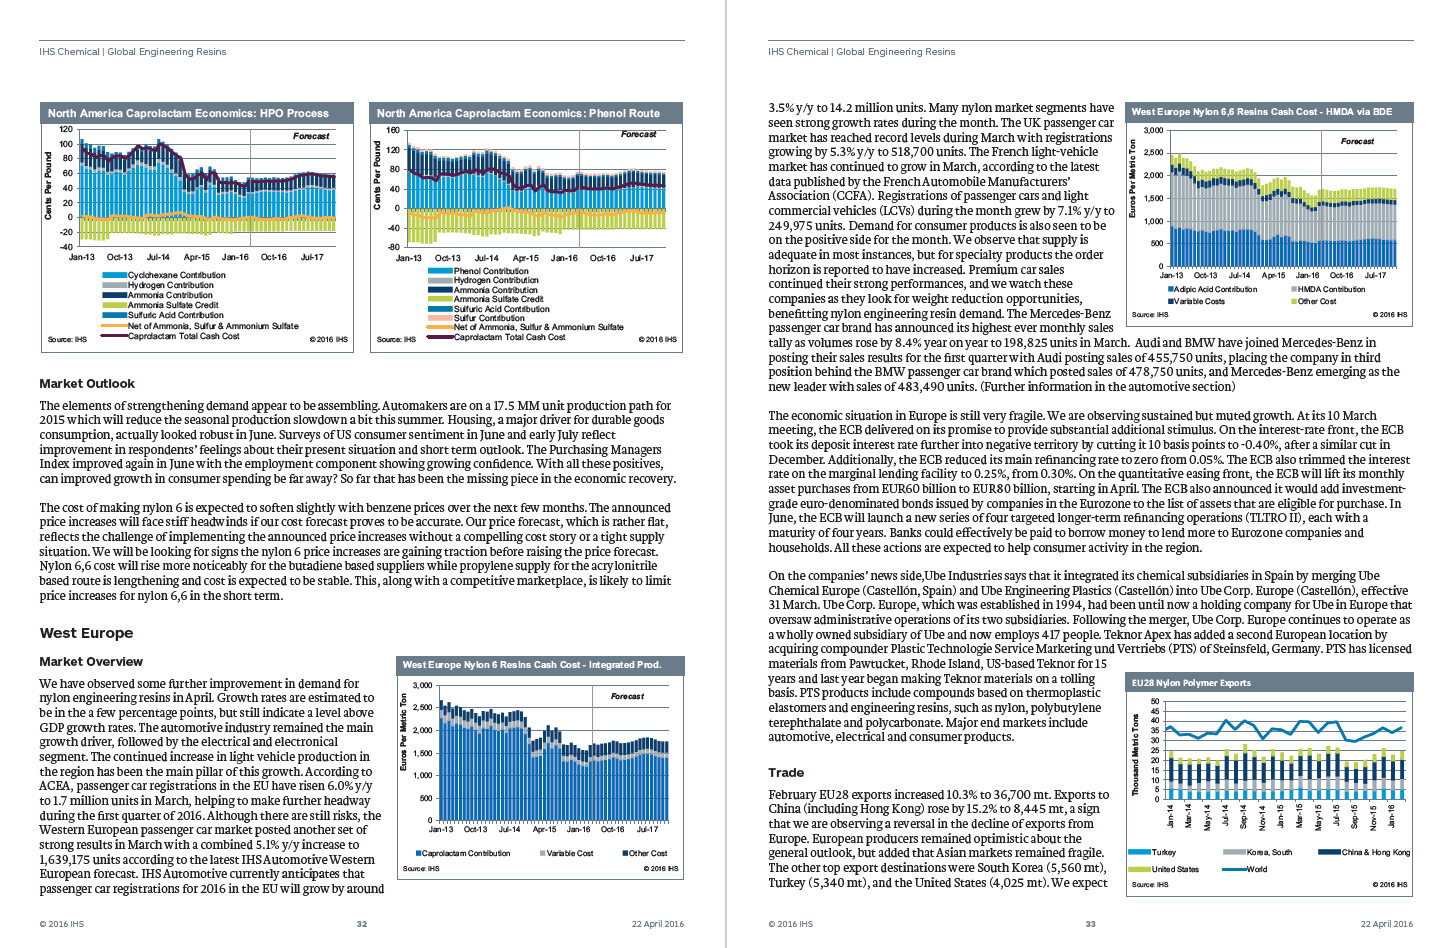 IHS Chemical | Global Engineering Resins
North America Caprolactam Economics: HPO Process
Cents Per Pound
120
100
80
60
40
20
0
-20
-40
Forecast
Jan-13 Oct-13 Jul-14 Apr-15 Jan-16 Oct-16 Jul-17
Cyclohexane Contribution
Hydrogen Contribution
Ammonia Contribution
Ammonia Sulfate Credit
Sulfuric Acid Contribution
Net of Ammonia, Sulfur & Ammonium Sulfate
Caprolactam Total Cash Cost
Source: IHS
© 2016 IHS
North America Caprolactam Economics: Phenol Route
Cents Per Pound
160
120
80
40
0
-40
-80
Forecast
Jan-13 Oct-13 Jul-14 Apr-15 Jan-16 Oct-16 Jul-17
Phenol Contribution
Hydrogen Contribution
Ammonia Contribution
Ammonia Sulfate Credit
Sulfuric Acid Contribution
Sulfur Contribution
Net of Ammonia, Sulfur & Ammonium Sulfate
Caprolactam Total Cash Cost
Source: IHS
© 2016 IHS
Market Outlook
The elements of strengthening demand appear to be assembling. Automakers are on a 17.5 MM unit production path for
2015 which will reduce the seasonal production slowdown a bit this summer. Housing, a major driver for durable goods
consumption, actually looked robust in June. Surveys of US consumer sentiment in June and early July reflect
improvement in respondents' feelings about their present situation and short term outlook. The Purchasing Managers
Index improved again in June with the employment component showing growing confidence. With all these positives,
can improved growth in consumer spending be far away? So far that has been the missing piece in the economic recovery.
The cost of making nylon 6 is expected to soften slightly with benzene prices over the next few months. The announced
price increases will face stiff headwinds if our cost forecast proves to be accurate. Our price forecast, which is rather flat,
reflects the challenge of implementing the announced price increases without a compelling cost story or a tight supply
situation. We will be looking for signs the nylon 6 price increases are gaining traction before raising the price forecast.
Nylon 6,6 cost will rise more noticeably for the butadiene based suppliers while propylene supply for the acrylonitrile
based route is lengthening and cost is expected to be stable. This, along with a competitive marketplace, is likely to limit
price increases for nylon 6,6 in the short term.
West Europe
Market Overview
We have observed some further improvement in demand for
nylon engineering resins in April. Growth rates are estimated to
be in the a few percentage points, but still indicate a level above
GDP growth rates. The automotive industry remained the main
growth driver, followed by the electrical and electronical
segment. The continued increase in light vehicle production in
the region has been the main pillar of this growth. According to
ACEA, passenger car registrations in the EU have risen 6.0% y/y
to 1.7 million units in March, helping to make further headway
during the first quarter of 2016. Although there are still risks, the
Western European passenger car market posted another set of
strong results in March with a combined 5.1% y/y increase to
1,639,175 units according to the latest IHS Automotive Western
European forecast. IHS Automotive currently anticipates that
passenger car registrations for 2016 in the EU will grow by around
West Europe Nylon 6 Resins Cash Cost - Integrated Prod.
Euros Per Metric Ton
3,000
2,500
2,000
1,500
1,000
500
0
Forecast
Jan-13 Oct-13 Jul-14 Apr-15 Jan-16 Oct-16 Jul-17
Caprolactam Contribution Variable Cost Other Cost
Source: IHS
© 2016 IHS
© 2016 IHS
32
22 April 2016
IHS Chemical | Global Engineering Resins
3.5% y/y to 14.2 million units. Many nylon market segments have
seen strong growth rates during the month. The UK passenger car
market has reached record levels during March with registrations
growing by 5.3% y/y to 518,700 units. The French light-vehicle
market has continued to grow in March, according to the latest
data published by the French Automobile Manufacturers'
Association (CCFA). Registrations of passenger cars and light
commercial vehicles (LCVs) during the month grew by 7.1% y/y to
249,975 units. Demand for consumer products is also seen to be
on the positive side for the month. We observe that supply is
adequate in most instances, but for specialty products the order
horizon is reported to have increased. Premium car sales
continued their strong performances, and we watch these
companies as they look for weight reduction opportunities,
benefitting nylon engineering resin demand. The Mercedes-Benz
passenger car brand has announced its highest ever monthly sales
tally as volumes rose by 8.4% year on year to 198,825 units in March. Audi and BMW have joined Mercedes-Benz in
posting their sales results for the first quarter with Audi posting sales of 455,750 units, placing the company in third
position behind the BMW passenger car brand which posted sales of 478,750 units, and Mercedes-Benz emerging as the
new leader with sales of 483,490 units. (Further information in the automotive section)
West Europe Nylon 6,6 Resins Cash Cost - HMDA via BDE
Euros Per Metric Ton
3,000
2,500
2,000
1,500
1,000
500
0
Forecast
Jan-13 Oct-13 Jul-14 Apr-15 Jan-16 Oct-16 Jul-17
Adipic Acid Contribution HMDA Contribution
Variable Costs Other Cost
Source: IHS
© 2016 IHS
The economic situation in Europe is still very fragile. We are observing sustained but muted growth. At its 10 March
meeting, the ECB delivered on its promise to provide substantial additional stimulus. On the interest-rate front, the ECB
took its deposit interest rate further into negative territory by cutting it 10 basis points to -0.40%, after a similar cut in
December. Additionally, the ECB reduced its main refinancing rate to zero from 0.05%. The ECB also trimmed the interest
rate on the marginal lending facility to 0.25%, from 0.30%. On the quantitative easing front, the ECB will lift its monthly
asset purchases from EUR60 billion to EUR80 billion, starting in April. The ECB also announced it would add investment-
grade euro-denominated bonds issued by companies in the Eurozone to the list of assets that are eligible for purchase. In
June, the ECB will launch a new series of four targeted longer-term refinancing operations (TLTRO II), each with a
maturity of four years. Banks could effectively be paid to borrow money to lend more to Eurozone companies and
households. All these actions are expected to help consumer activity in the region.
On the companies' news side,Ube Industries says that it integrated its chemical subsidiaries in Spain by merging Ube
Chemical Europe (Castellón, Spain) and Ube Engineering Plastics (Castellón) into Ube Corp. Europe (Castellón), effective
31 March. Ube Corp. Europe, which was established in 1994, had been until now a holding company for Ube in Europe that
oversaw administrative operations of its two subsidiaries. Following the merger, Ube Corp. Europe continues to operate as
a wholly owned subsidiary of Ube and now employs 417 people. Teknor Apex has added a second European location by
acquiring compounder Plastic Technologie Service Marketing und Vertriebs (PTS) of Steinsfeld, Germany. PTS has licensed
materials from Pawtucket, Rhode Island, US-based Teknor for 15
years and last year began making Teknor materials on a tolling
basis. PTS products include compounds based on thermoplastic
elastomers and engineering resins, such as nylon, polybutylene
terephthalate and polycarbonate. Major end markets include
automotive, electrical and consumer products.
Trade
February EU28 exports increased 10.3% to 36,700 mt. Exports to
China (including Hong Kong) rose by 15.2% to 8,445 mt, a sign
that we are observing a reversal in the decline of exports from
Europe. European producers remained optimistic about the
general outlook, but added that Asian markets remained fragile.
The other top export destinations were South Korea (5,560 mt),
Turkey (5,340 mt), and the United States (4,025 mt). We expect
EU28 Nylon Polymer Exports
Thousand Metric Tons
50
45
40
35
30
25
20
15
10
5
0
Jan-14 Mar-14 May-14 Jul-14 Sep-14 Nov-14 Jan-15 Mar-15 May-15 Jul-15 Sep-15 Nov-15 Jan-16
Turkey Korea, South China & Hong Kong
United States World
Source: IHS
© 2016 IHS
© 2016 IHS
33
22 April 2016